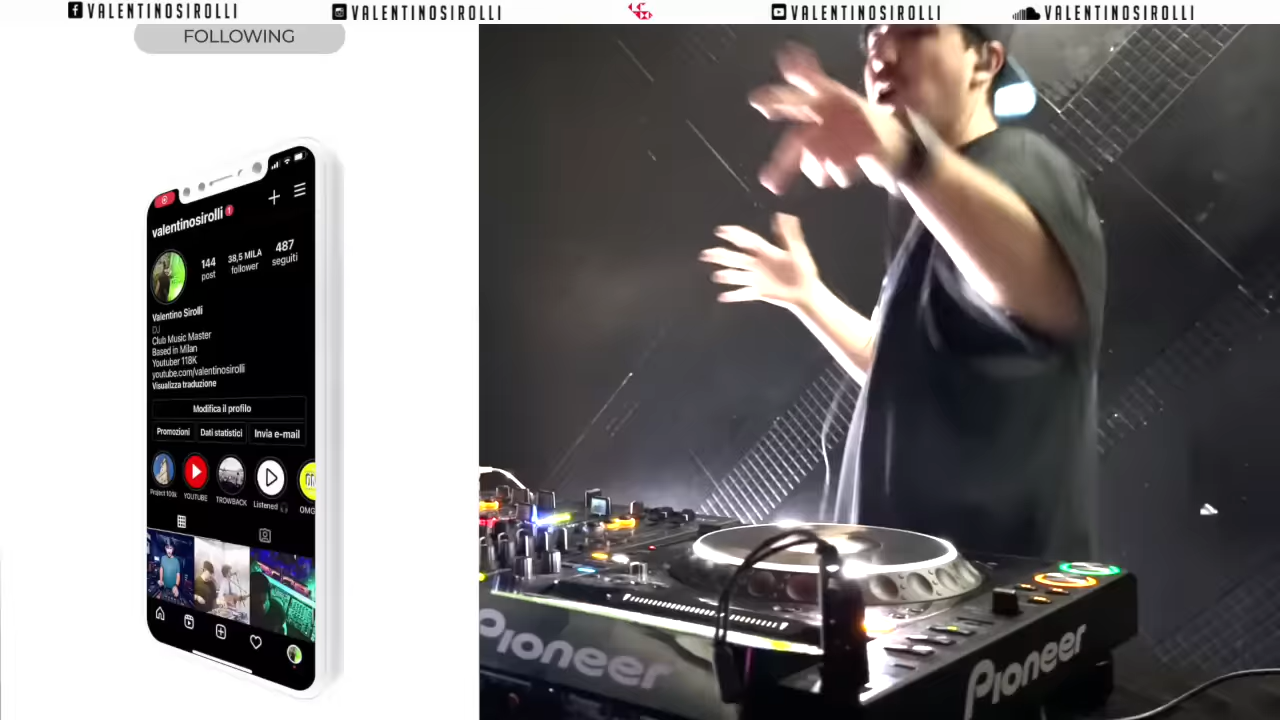 VALENTINOSIROLLI VALENTINOSIROLLI VALENTINOSIROLLI VALENTINOSIROLLI
FOLLOWING
valentinosirolli 1
144 38,5 MILA 487
post follower seguiti
Valentino Sirolli
DJ
Club Music Master
Based in Milan
Youtuber 118K
youtube.com/valentinosirolli
Visualizza traduzione
Modifica il profilo
Promozioni Dati statistici Invia e-mail
Project 100k YOUTUBE THROWBACK Listened OMG
Pioneer
Pioneer